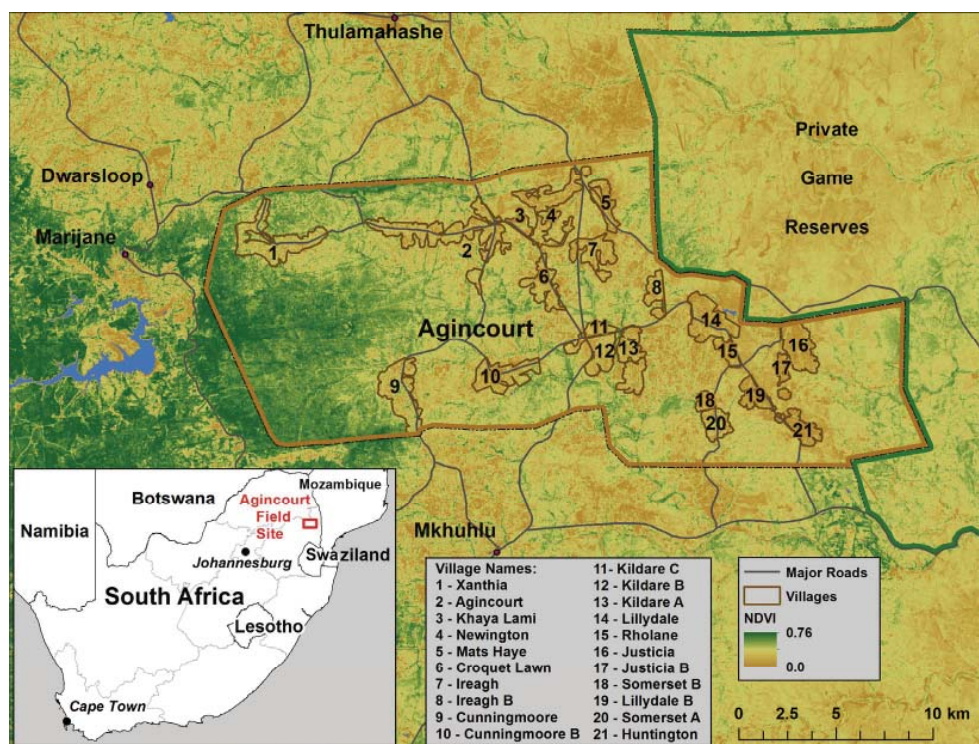 Thulamahashe
Private
Game
Reserves
Dwarsloop
Marijane
1
2
3
4
5
6
7
8
Agincourt
9
10
11
12
13
14
15
16
17
18
19
20
21
Mkhuhlu
Botswana
Mozambique
Namibia
Agincourt
Field
Site
Johannesburg
Swaziland
South Africa
Lesotho
Cape Town
Village Names:
1 - Xanthia
2 - Agincourt
3 - Khaya Lami
4 - Newington
5 - Mats Haye
6 - Croquet Lawn
7 - Ireagh
8 - Ireagh B
9 - Cunningmoore
10 - Cunningmoore B
11- Kildare C
12 - Kildare B
13 - Kildare A
14 - Lillydale
15 - Rholane
16 - Justicia
17 - Justicia B
18 - Somerset B
19 - Lillydale B
20 - Somerset A
21 - Huntington
Major Roads
Villages
NDVI
0.76
0.0
0 2.5 5 10 km